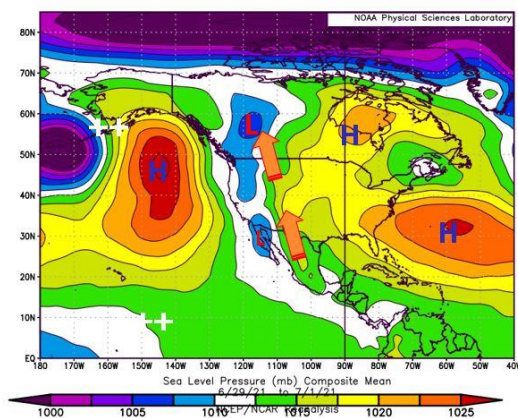 NOAA Physical Sciences Laboratory
80N
70N
60N
50N
40N
30N
20N
10N
EQ
L
H
H
H
L
180 170W 160W 150W 140W 130W 120W 110W 100W 90W 80W 70W 60W 50W 40W
Sea Level Pressure (mb) Composite Mean
6/29/21 to 7/1/21
NCEP/NCAR Reanalysis
1000 1005 1010 1015 1020 1025